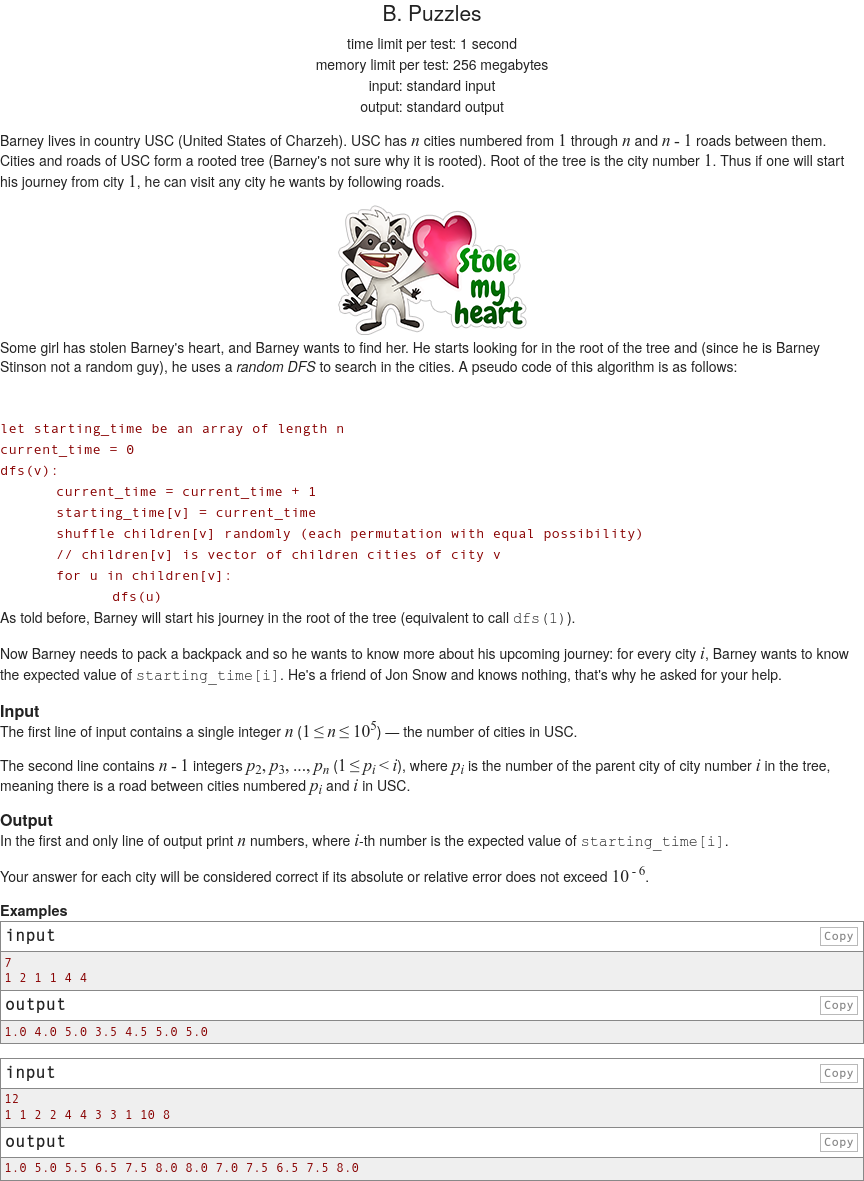 B. Puzzles
time limit per test: 1 second
memory limit per test: 256 megabytes
input: standard input
output: standard output
Barney lives in country USC (United States of Charzeh). USC has n cities numbered from 1 through n and n - 1 roads between them.
Cities and roads of USC form a rooted tree (Barney's not sure why it is rooted). Root of the tree is the city number 1. Thus if one will start
his journey from city 1, he can visit any city he wants by following roads.
Stole
my
heart
Some girl has stolen Barney's heart, and Barney wants to find her. He starts looking for in the root of the tree and (since he is Barney
Stinson not a random guy), he uses a random DFS to search in the cities. A pseudo code of this algorithm is as follows:
let starting_time be an array of length n
current_time = 0
dfs(v):
current_time = current_time + 1
starting_time[v] = current_time
shuffle children[v] randomly (each permutation with equal possibility)
// children[v] is vector of children cities of city v
for u in children[v]:
dfs(u)
As told before, Barney will start his journey in the root of the tree (equivalent to call dfs(1)).
Now Barney needs to pack a backpack and so he wants to know more about his upcoming journey: for every city i, Barney wants to know
the expected value of starting_time[i]. He's a friend of Jon Snow and knows nothing, that's why he asked for your help.
Input
The first line of input contains a single integer n (1 ≤ n ≤ 10^5) — the number of cities in USC.
The second line contains n - 1 integers p_2, p_3, ..., p_n (1 ≤ p_i < i), where p_i is the number of the parent city of city number i in the tree,
meaning there is a road between cities numbered p_i and i in USC.
Output
In the first and only line of output print n numbers, where i-th number is the expected value of starting_time[i].
Your answer for each city will be considered correct if its absolute or relative error does not exceed 10^-6.
Examples
input Copy
7
1 2 1 1 4 4
output Copy
1.0 4.0 5.0 3.5 4.5 5.0 5.0
input Copy
12
1 1 2 2 4 4 3 3 1 10 8
output Copy
1.0 5.0 5.5 6.5 7.5 8.0 8.0 7.0 7.5 6.5 7.5 8.0